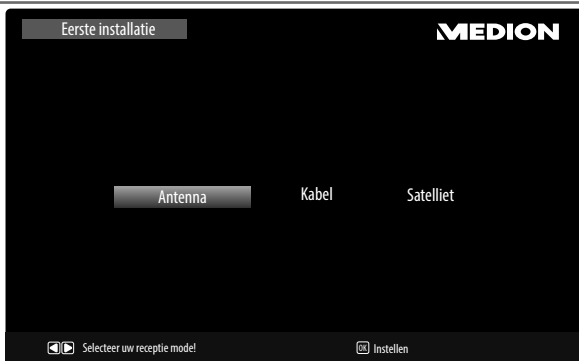 Eerste installatie
MEDION
Antenna Kabel Satelliet
Selecteer uw receptie mode! OK Instellen